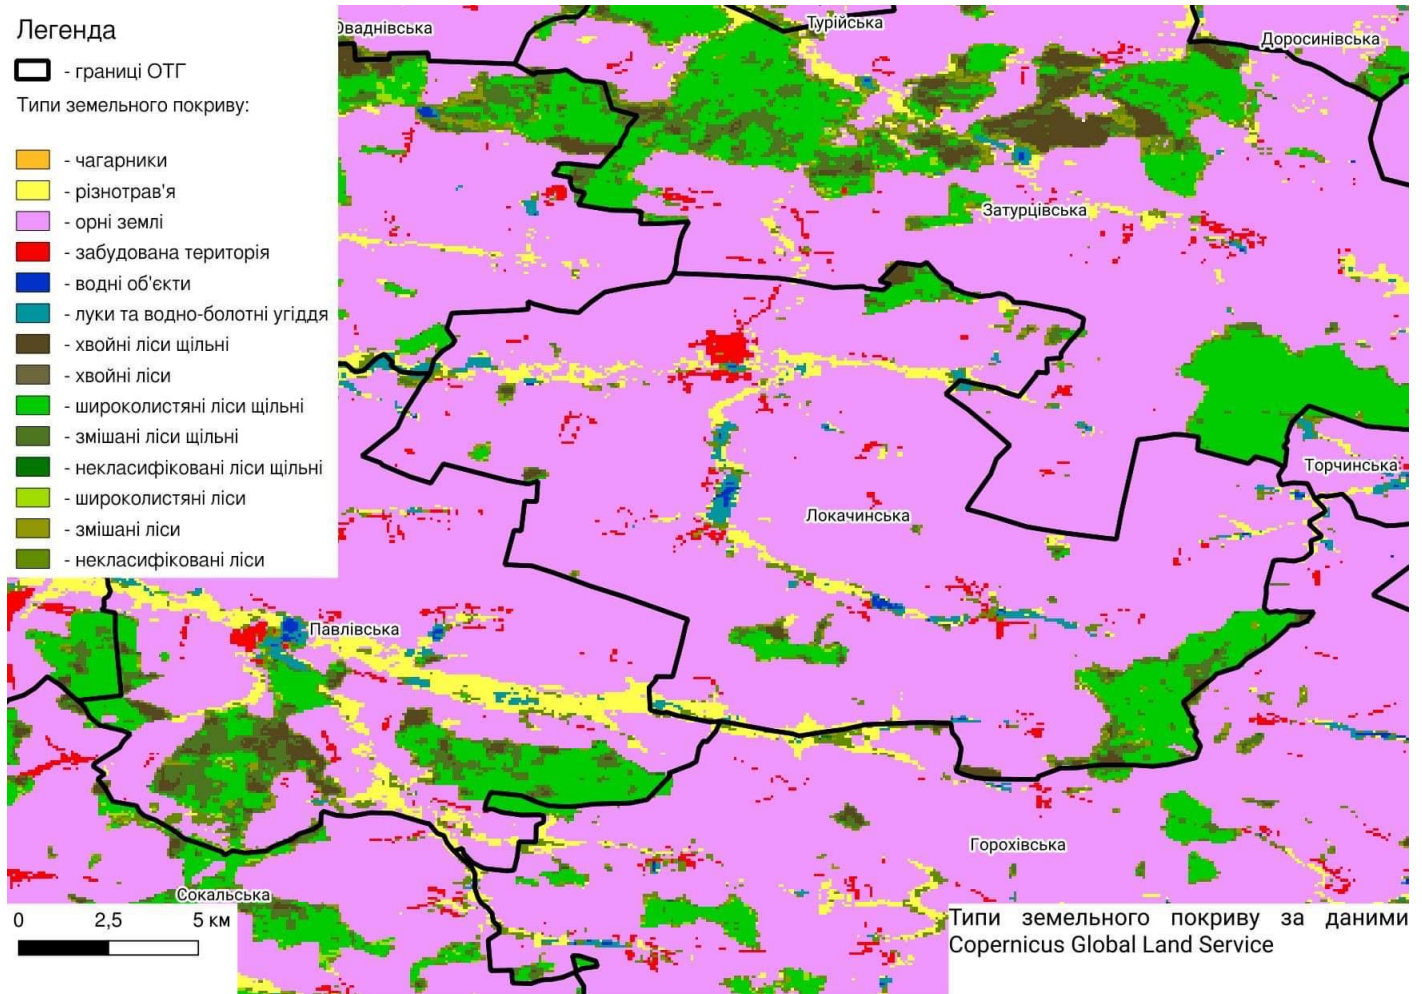 Легенда
- границі ОТГ
Типи земельного покриву:
- чагарники
- різнотрав'я
- орні землі
- забудована територія
- водні об'єкти
- луки та водно-болотні угіддя
- хвойні ліси щільні
- хвойні ліси
- широколистяні ліси щільні
- змішані ліси щільні
- некласифіковані ліси щільні
- широколистяні ліси
- змішані ліси
- некласифіковані ліси
Оваднівська
Турійська
Доросинівська
Затурцівська
Торчинська
Локачинська
Павлівська
Горохівська
Сокальська
0 2,5 5 км
Типи земельного покриву за даними
Copernicus Global Land Service